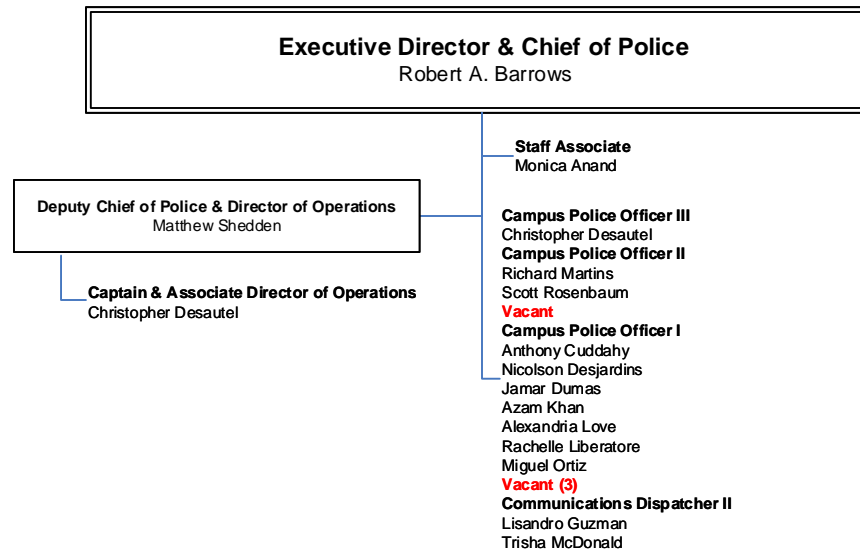 Executive Director & Chief of Police
Robert A. Barrows
Staff Associate
Monica Anand
Deputy Chief of Police & Director of Operations
Matthew Shedden
Captain & Associate Director of Operations
Christopher Desautel
Campus Police Officer III
Christopher Desautel
Campus Police Officer II
Richard Martins
Scott Rosenbaum
Vacant
Campus Police Officer I
Anthony Cuddahy
Nicolson Desjardins
Jamar Dumas
Azam Khan
Alexandria Love
Rachelle Liberatore
Miguel Ortiz
Vacant (3)
Communications Dispatcher II
Lisandro Guzman
Trisha McDonald